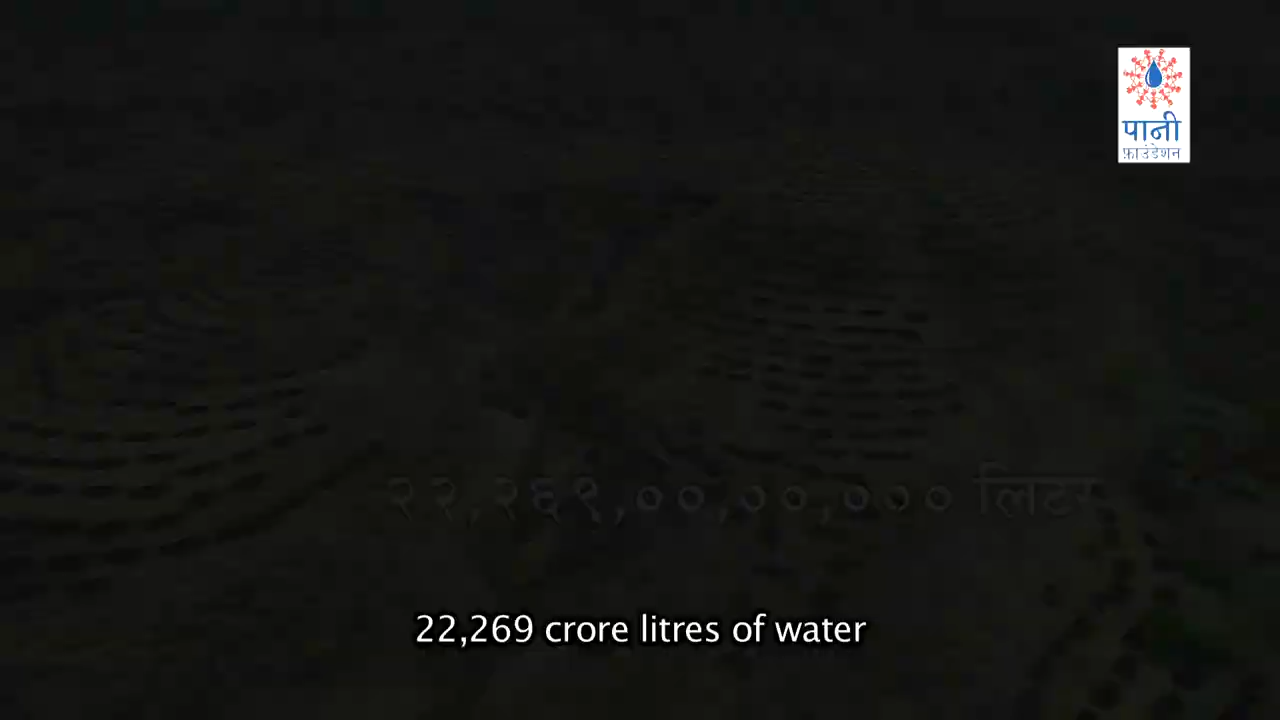 पानी
फ़ाउंडेशन
२२,२६९,००,००,००० लिटर
22,269 crore litres of water